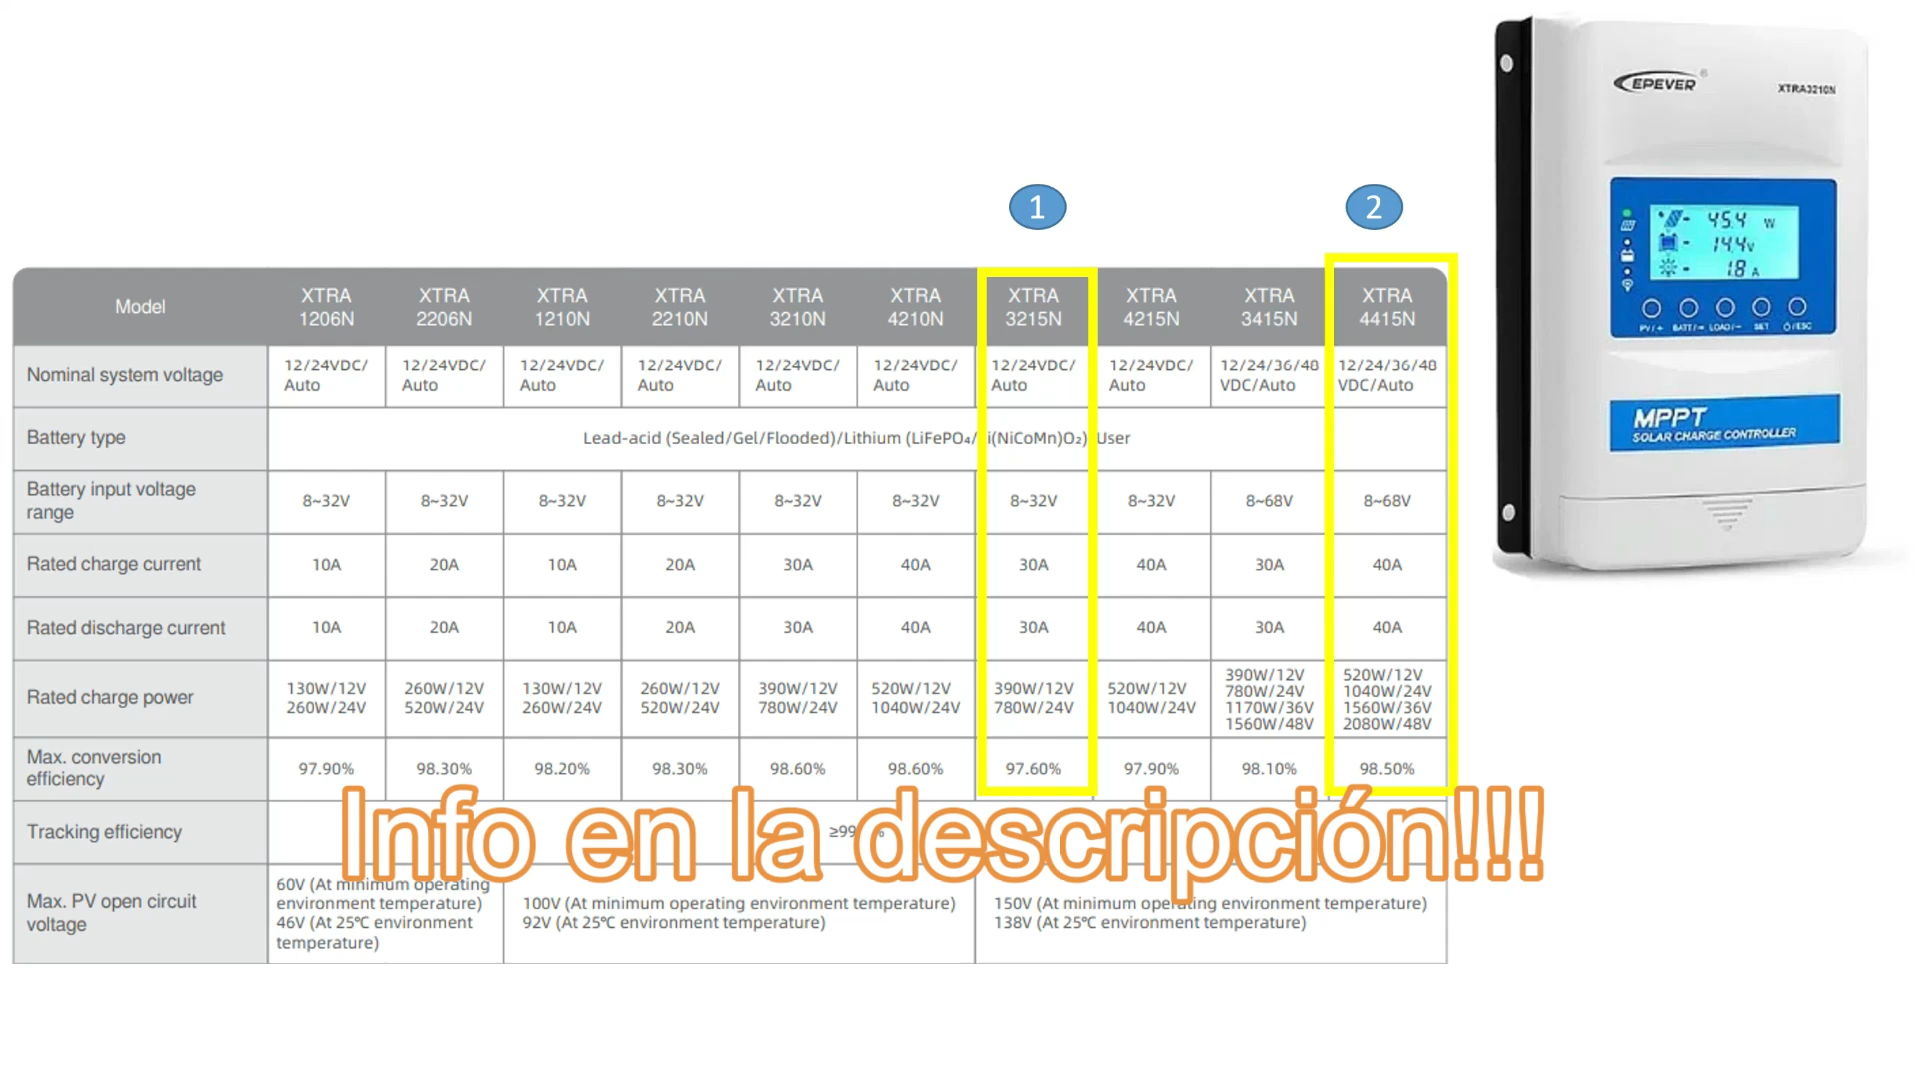 EPEVER®
XTRA3210N
1
2
45.4 W
14.4V
1.8 A
PV/+ BATT/- LOAD/- SET ⏻/ESC
MPPT
SOLAR CHARGE CONTROLLER
Model
XTRA 1206N
XTRA 2206N
XTRA 1210N
XTRA 2210N
XTRA 3210N
XTRA 4210N
XTRA 3215N
XTRA 4215N
XTRA 3415N
XTRA 4415N
Nominal system voltage
12/24VDC/ Auto
12/24VDC/ Auto
12/24VDC/ Auto
12/24VDC/ Auto
12/24VDC/ Auto
12/24VDC/ Auto
12/24VDC/ Auto
12/24VDC/ Auto
12/24/36/48 VDC/Auto
12/24/36/48 VDC/Auto
Battery type
Lead-acid (Sealed/Gel/Flooded)/Lithium (LiFePO₄/ i(NiCoMn)O₂) User
Battery input voltage range
8~32V
8~32V
8~32V
8~32V
8~32V
8~32V
8~32V
8~32V
8~68V
8~68V
Rated charge current
10A
20A
10A
20A
30A
40A
30A
40A
30A
40A
Rated discharge current
10A
20A
10A
20A
30A
40A
30A
40A
30A
40A
Rated charge power
130W/12V 260W/24V
260W/12V 520W/24V
130W/12V 260W/24V
260W/12V 520W/24V
390W/12V 780W/24V
520W/12V 1040W/24V
390W/12V 780W/24V
520W/12V 1040W/24V
390W/12V 780W/24V 1170W/36V 1560W/48V
520W/12V 1040W/24V 1560W/36V 2080W/48V
Max. conversion efficiency
97.90%
98.30%
98.20%
98.30%
98.60%
98.60%
97.60%
97.90%
98.10%
98.50%
Info en la descripción!!!
Tracking efficiency
≥99 %
Max. PV open circuit voltage
60V (At minimum operating environment temperature)
46V (At 25℃ environment temperature)
100V (At minimum operating environment temperature)
92V (At 25℃ environment temperature)
150V (At minimum operating environment temperature)
138V (At 25℃ environment temperature)